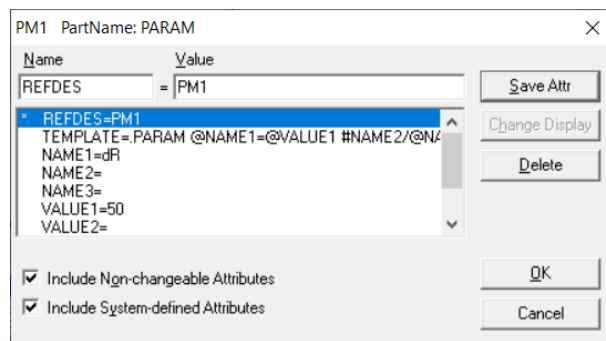 PM1 PartName: PARAM
Name Value
REFDES = PM1
Save Attr
* REFDES=PM1
TEMPLATE=.PARAM @NAME1=@VALUE1 #NAME2/@NA
NAME1=dR
NAME2=
NAME3=
VALUE1=50
VALUE2=
Change Display
Delete
Include Non-changeable Attributes
Include System-defined Attributes
OK
Cancel